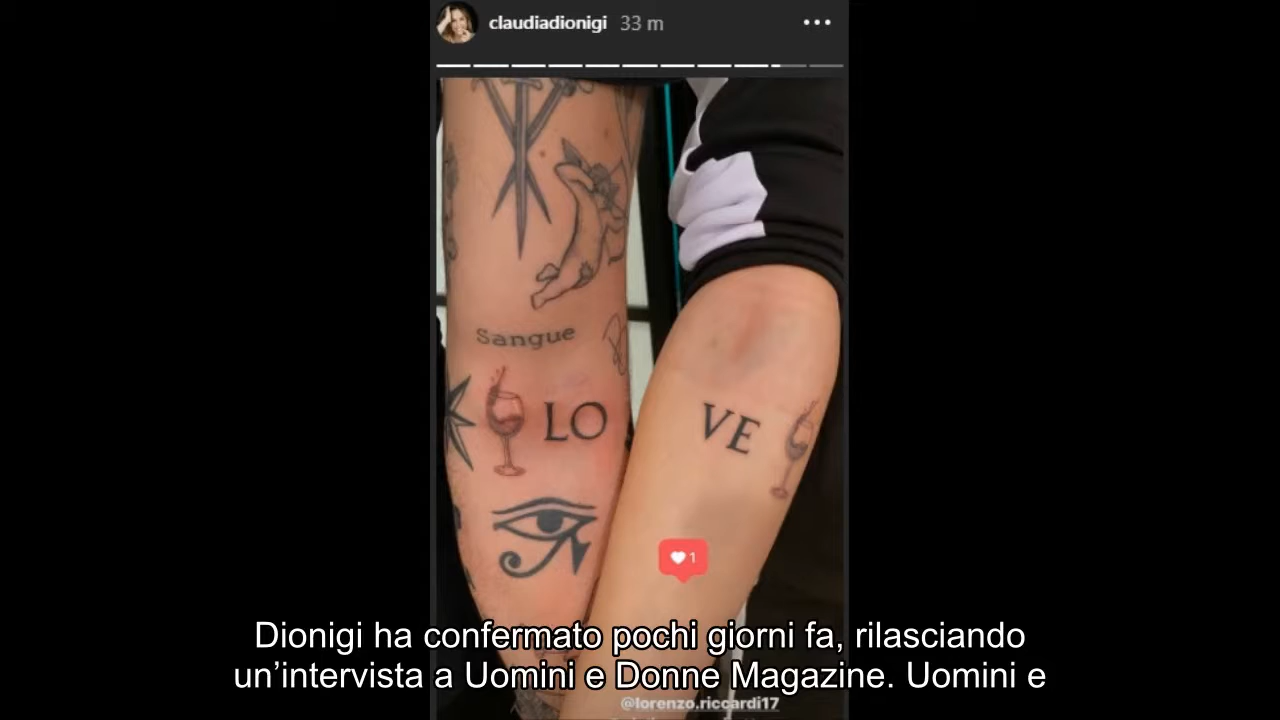 claudiadionigi 33 m
Sangue
LO
VE
1
Dionigi ha confermato pochi giorni fa, rilasciando
un’intervista a Uomini e Donne Magazine. Uomini e
@lorenzo.riccardi17